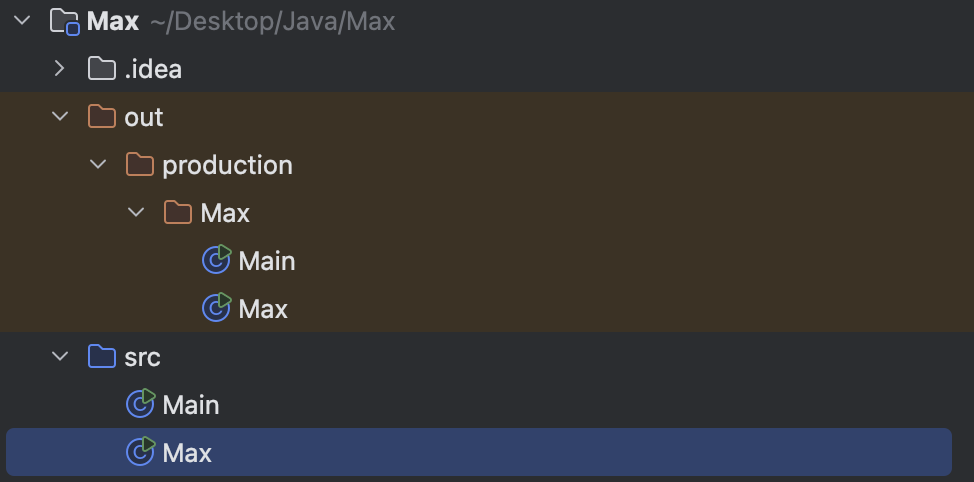 Max ~/Desktop/Java/Max
.idea
out
production
Max
Main
Max
src
Main
Max